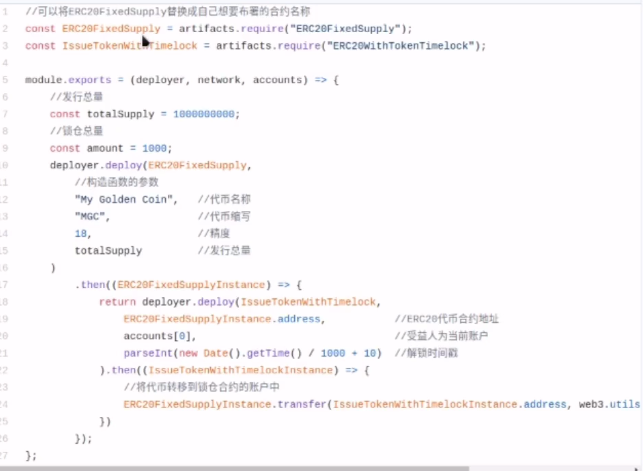 1 //可以将ERC20FixedSupply替换成自己想要布署的合约名称
2 const ERC20FixedSupply = artifacts.require("ERC20FixedSupply");
3 const IssueTokenWithTimelock = artifacts.require("ERC20WithTokenTimelock");
4
5 module.exports = (deployer, network, accounts) => {
6 //发行总量
7 const totalSupply = 1000000000;
8 //锁仓总量
9 const amount = 1000;
10 deployer.deploy(ERC20FixedSupply,
11 //构造函数的参数
12 "My Golden Coin", //代币名称
13 "MGC", //代币缩写
14 18, //精度
15 totalSupply //发行总量
16 )
17 .then((ERC20FixedSupplyInstance) => {
18 return deployer.deploy(IssueTokenWithTimelock,
19 ERC20FixedSupplyInstance.address, //ERC20代币合约地址
20 accounts[0], //受益人为当前账户
21 parseInt(new Date().getTime() / 1000 + 10) //解锁时间戳
22 ).then((IssueTokenWithTimelockInstance) => {
23 //将代币转移到锁仓合约的账户中
24 ERC20FixedSupplyInstance.transfer(IssueTokenWithTimelockInstance.address, web3.utils
25 })
26 });
27 };